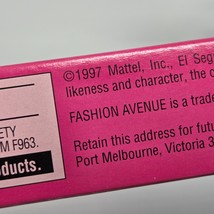 ©1997 Mattel, Inc., El Seg
likeness and character, the
FASHION AVENUE is a trade
Retain this address for futur
Port Melbourne, Victoria 3
ETY
M F963.
oducts.